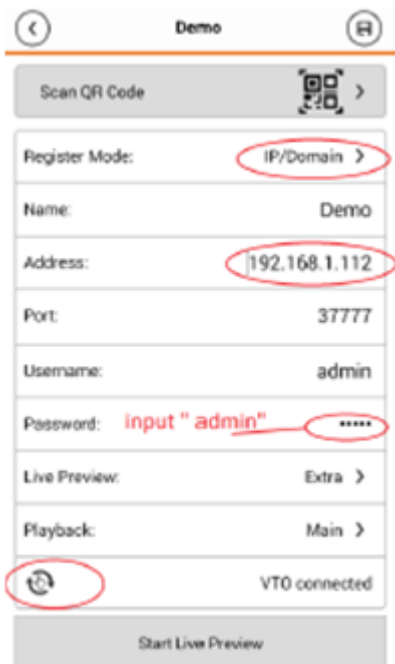 Demo
Scan QR Code
Register Mode: IP/Domain
Name: Demo
Address: 192.168.1.112
Port: 37777
Username: admin
Password: input " admin" •••••
Live Preview: Extra
Playback: Main
VTO connected
Start Live Preview